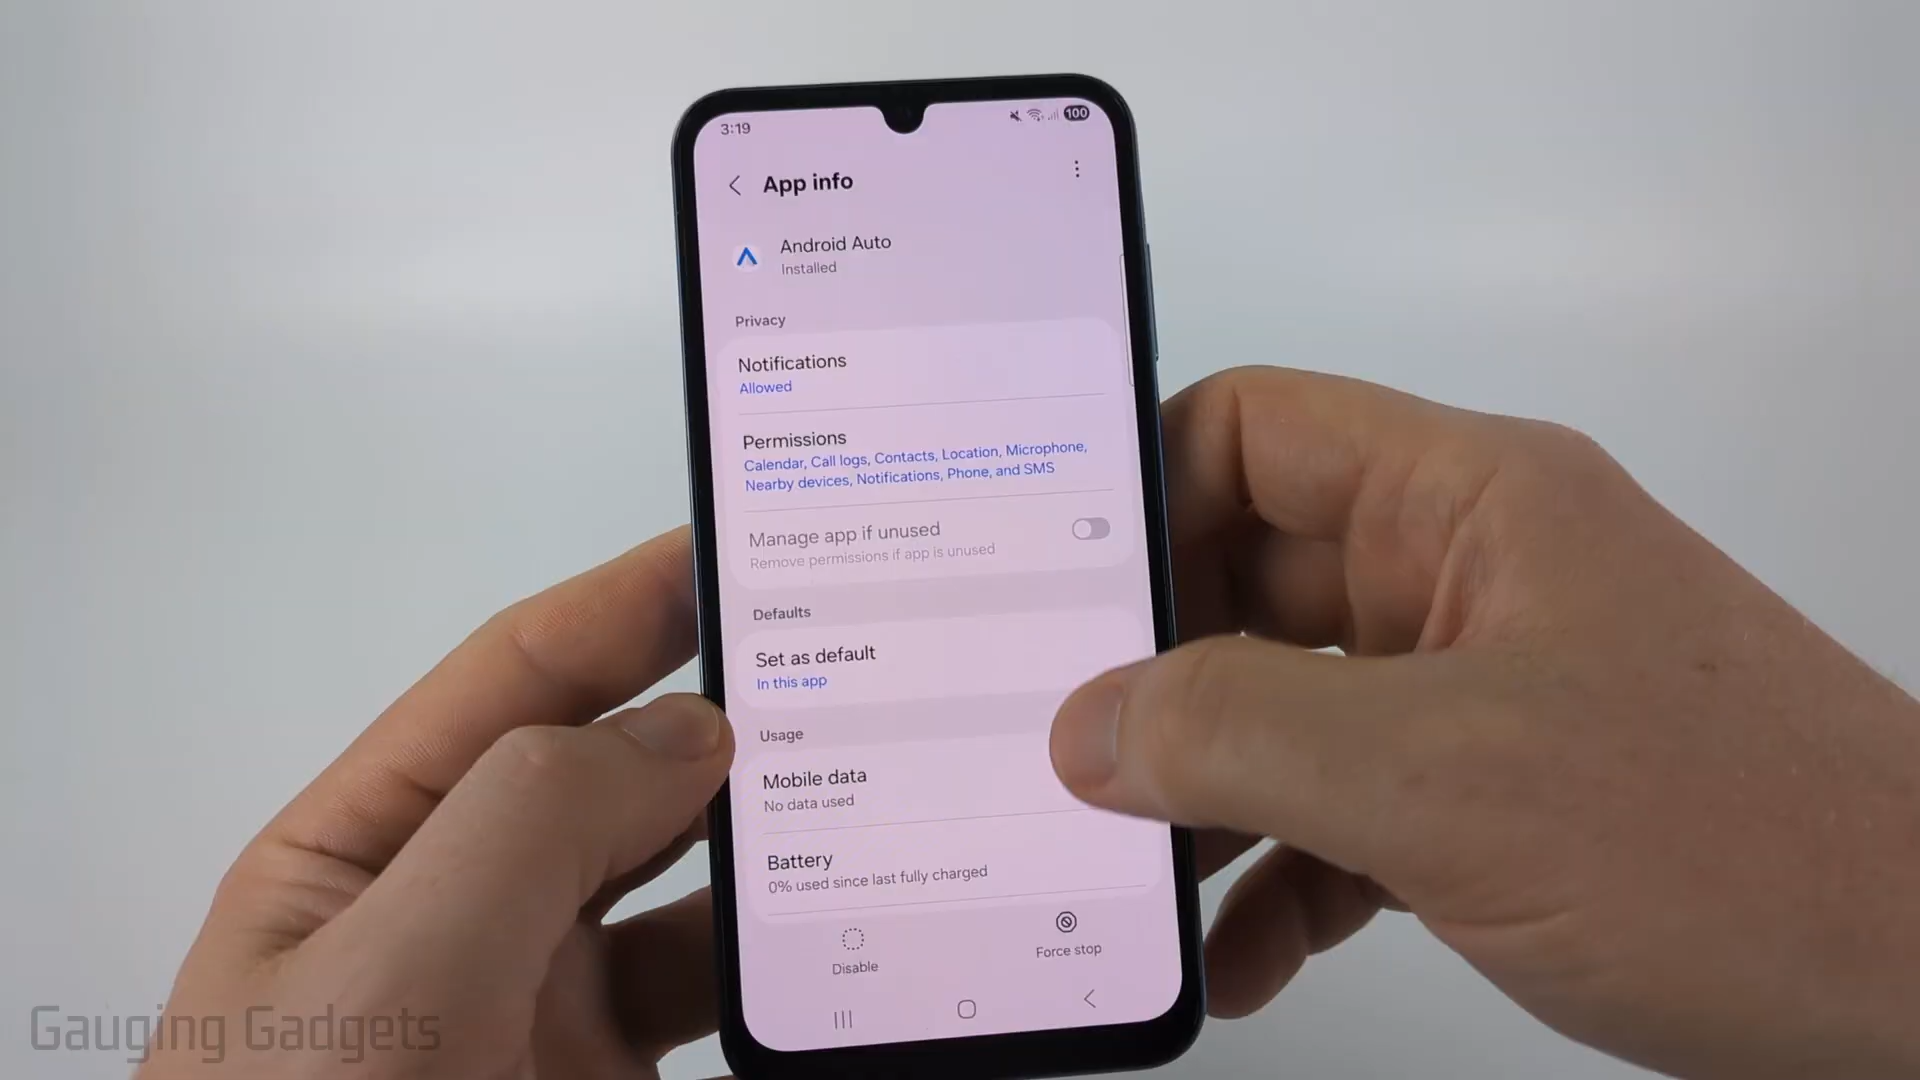 3:19
100
App info
Android Auto
Installed
Privacy
Notifications
Allowed
Permissions
Calendar, Call logs, Contacts, Location, Microphone,
Nearby devices, Notifications, Phone, and SMS
Manage app if unused
Remove permissions if app is unused
Defaults
Set as default
In this app
Usage
Mobile data
No data used
Battery
0% used since last fully charged
Disable
Force stop
Gauging Gadgets